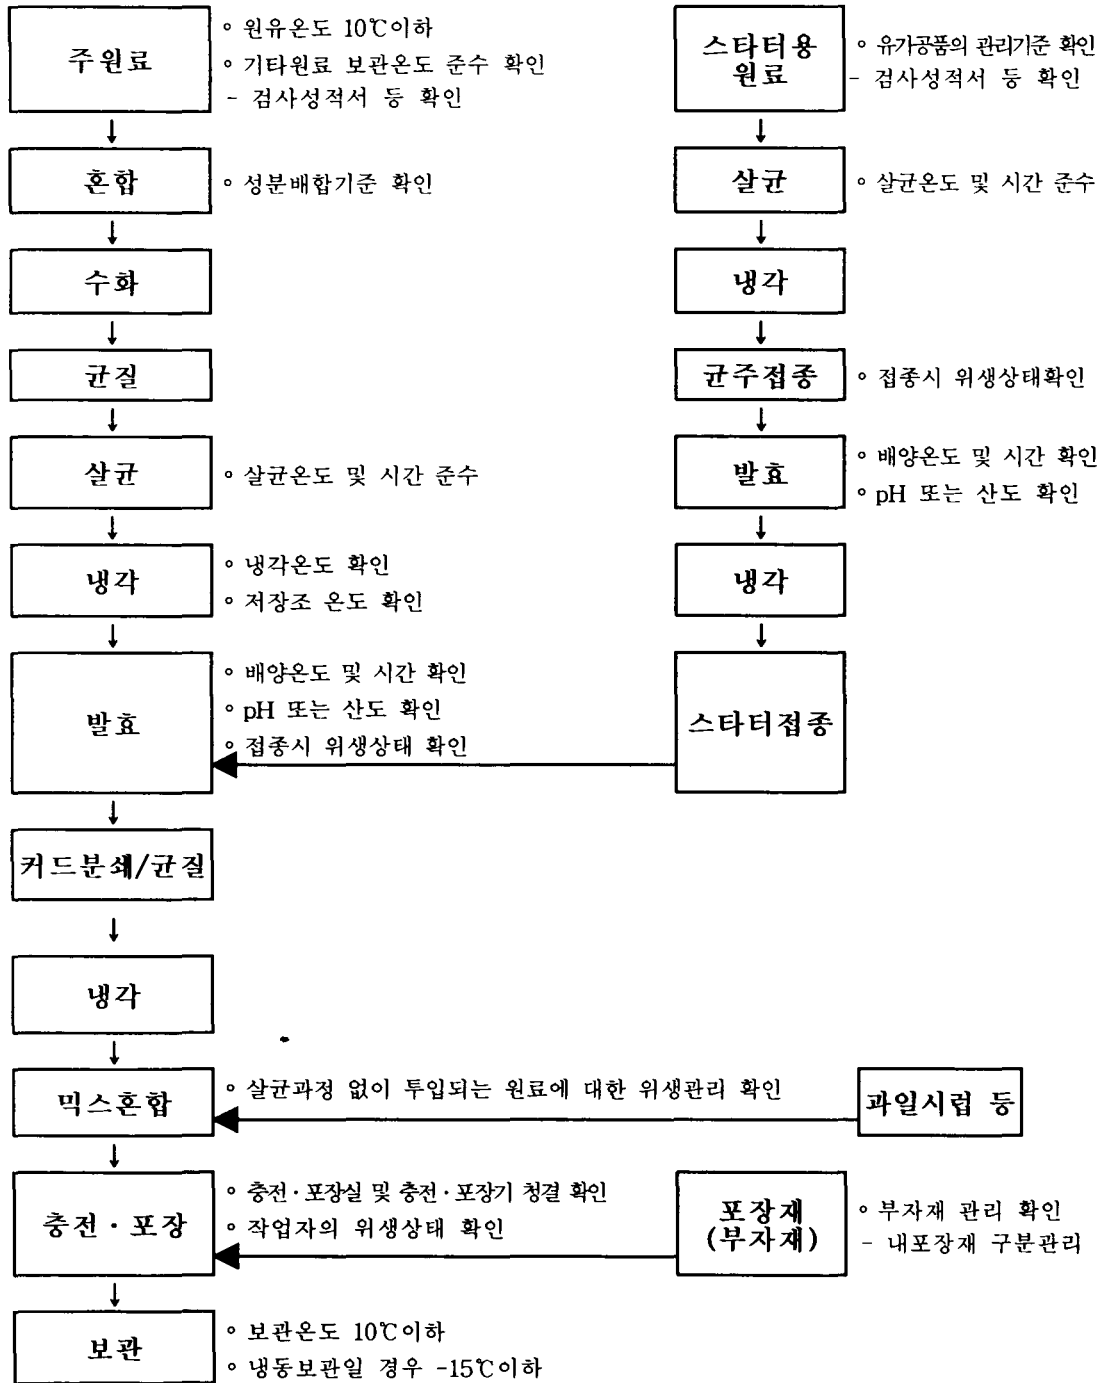 주원료
◦ 원유온도 10℃이하
◦ 기타원료 보관온도 준수 확인
- 검사성적서 등 확인
스타터용
원료
◦ 유가공품의 관리기준 확인
- 검사성적서 등 확인
혼합
◦ 성분배합기준 확인
살균
◦ 살균온도 및 시간 준수
수화
냉각
균질
균주접종
◦ 접종시 위생상태확인
살균
◦ 살균온도 및 시간 준수
발효
◦ 배양온도 및 시간 확인
◦ pH 또는 산도 확인
냉각
◦ 냉각온도 확인
◦ 저장조 온도 확인
냉각
발효
◦ 배양온도 및 시간 확인
◦ pH 또는 산도 확인
◦ 접종시 위생상태 확인
스타터접종
커드분쇄/균질
냉각
믹스혼합
◦ 살균과정 없이 투입되는 원료에 대한 위생관리 확인
과일시럽 등
충전·포장
◦ 충전·포장실 및 충전·포장기 청결 확인
◦ 작업자의 위생상태 확인
포장재
(부자재)
◦ 부자재 관리 확인
- 내포장재 구분관리
보관
◦ 보관온도 10℃이하
◦ 냉동보관일 경우 -15℃이하